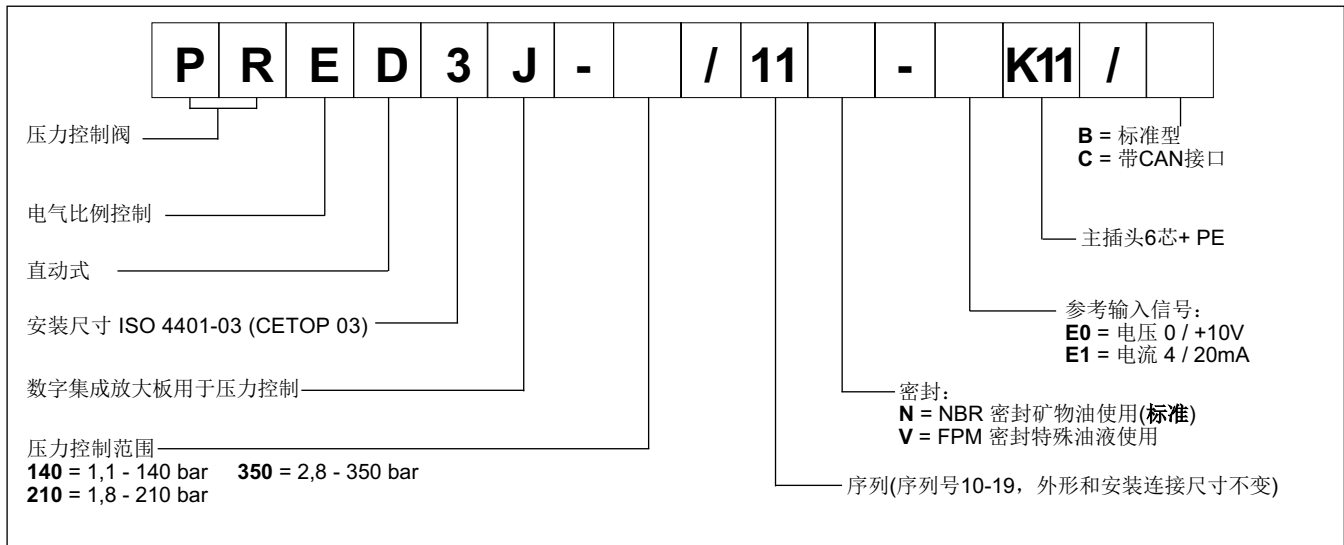 P R E D 3 J - / 11 - K11 /
压力控制阀
电气比例控制
直动式
安装尺寸 ISO 4401-03 (CETOP 03)
数字集成放大板用于压力控制
压力控制范围
140 = 1,1 - 140 bar 350 = 2,8 - 350 bar
210 = 1,8 - 210 bar
B = 标准型
C = 带CAN接口
主插头6芯+ PE
参考输入信号：
E0 = 电压 0 / +10V
E1 = 电流 4 / 20mA
密封：
N = NBR 密封矿物油使用(标准)
V = FPM 密封特殊油液使用
序列(序列号10-19，外形和安装连接尺寸不变)